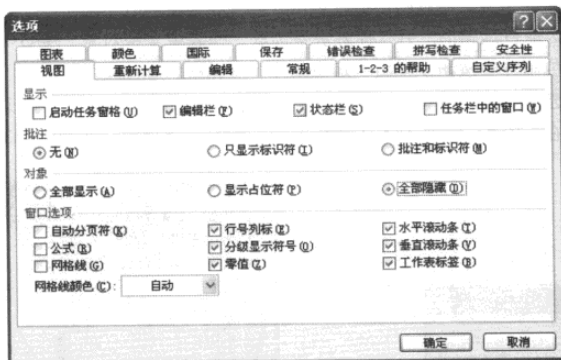 选项
图表 颜色 国际 保存 错误检查 拼写检查 安全性
视图 重新计算 编辑 常规 1-2-3 的帮助 自定义序列
显示
启动任务窗格(U) 编辑栏(F) 状态栏(S) 任务栏中的窗口(W)
批注
无(N) 只显示标识符(I) 批注和标识符(M)
对象
全部显示(A) 显示占位符(P) 全部隐藏(D)
窗口选项
自动分页符(K) 行号列标(E) 水平滚动条(T)
公式(R) 分级显示符号(O) 垂直滚动条(V)
网格线(G) 零值(Z) 工作表标签(B)
网格线颜色(C): 自动
确定 取消